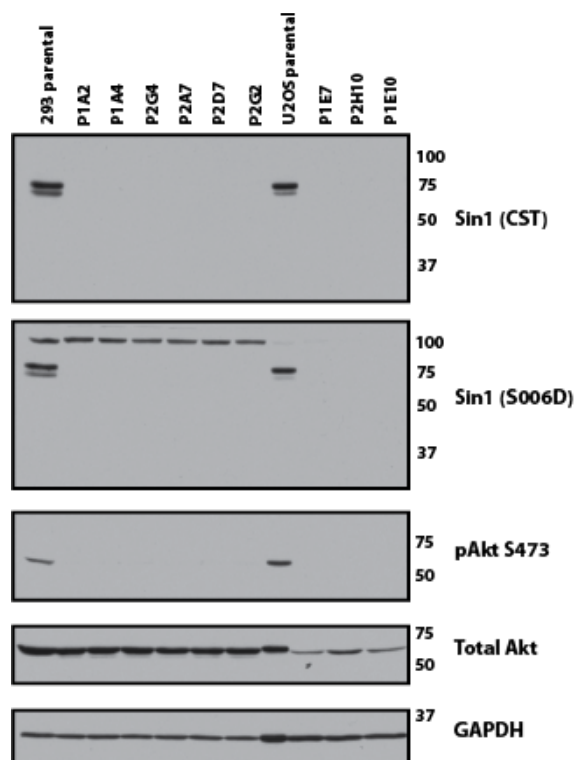 293 parental P1A2 P1A4 P2G4 P2A7 P2D7 P2G2 U2OS parental P1E7 P2H10 P1E10
100
75
50
37
Sin1 (CST)
100
75
50
37
Sin1 (S006D)
75
50
pAkt S473
75
50
Total Akt
37
GAPDH